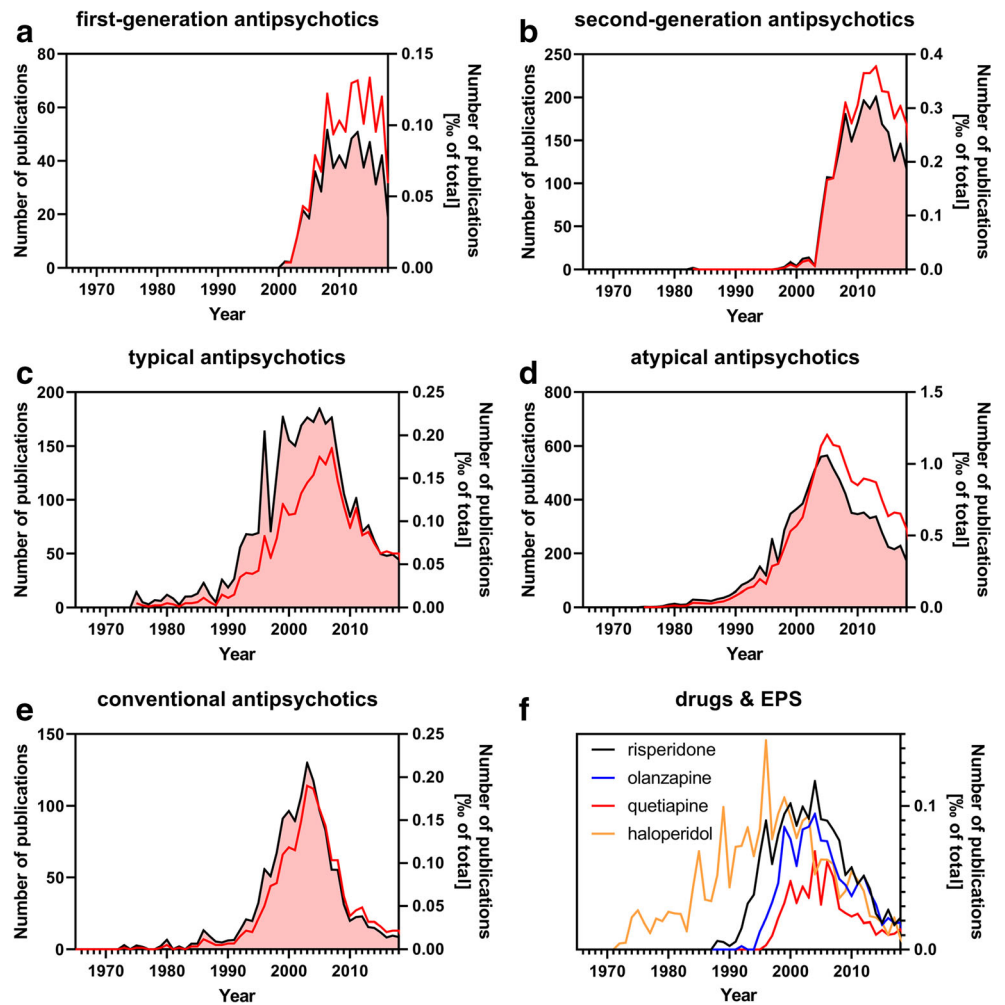 a
first-generation antipsychotics
80
60
40
20
0
0.15
0.10
0.05
0.00
Number of publications
Number of publications
[‰ of total]
1970 1980 1990 2000 2010
Year
b
second-generation antipsychotics
250
200
150
100
50
0
0.4
0.3
0.2
0.1
0.0
Number of publications
Number of publications
[‰ of total]
1970 1980 1990 2000 2010
Year
c
typical antipsychotics
200
150
100
50
0
0.25
0.20
0.15
0.10
0.05
0.00
Number of publications
Number of publications
[‰ of total]
1970 1980 1990 2000 2010
Year
d
atypical antipsychotics
800
600
400
200
0
1.5
1.0
0.5
0.0
Number of publications
Number of publications
[‰ of total]
1970 1980 1990 2000 2010
Year
e
conventional antipsychotics
150
100
50
0
0.25
0.20
0.15
0.10
0.05
0.00
Number of publications
Number of publications
[‰ of total]
1970 1980 1990 2000 2010
Year
f
drugs & EPS
risperidone
olanzapine
quetiapine
haloperidol
0.1
0.0
Number of publications
[‰ of total]
1970 1980 1990 2000 2010
Year